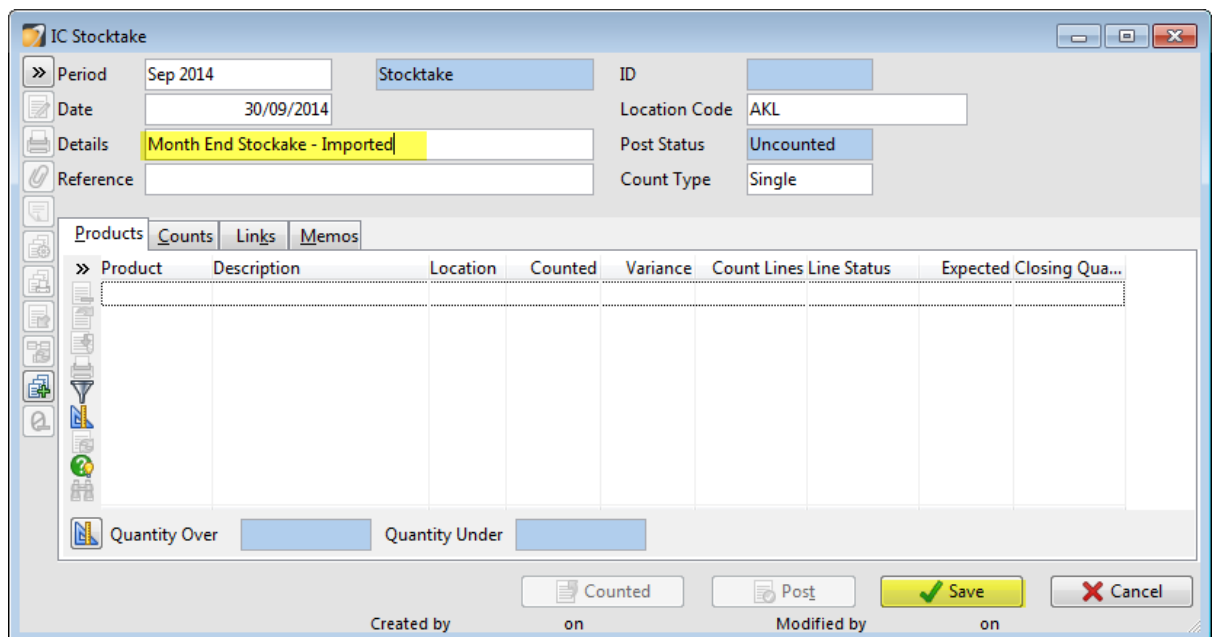 IC Stocktake
Period Sep 2014 Stocktake ID
Date 30/09/2014 Location Code AKL
Details Month End Stockake - Imported Post Status Uncounted
Reference Count Type Single
Products Counts Links Memos
» Product Description Location Counted Variance Count Lines Line Status Expected Closing Qua...
Quantity Over Quantity Under
Counted Post Save Cancel
Created by on Modified by on